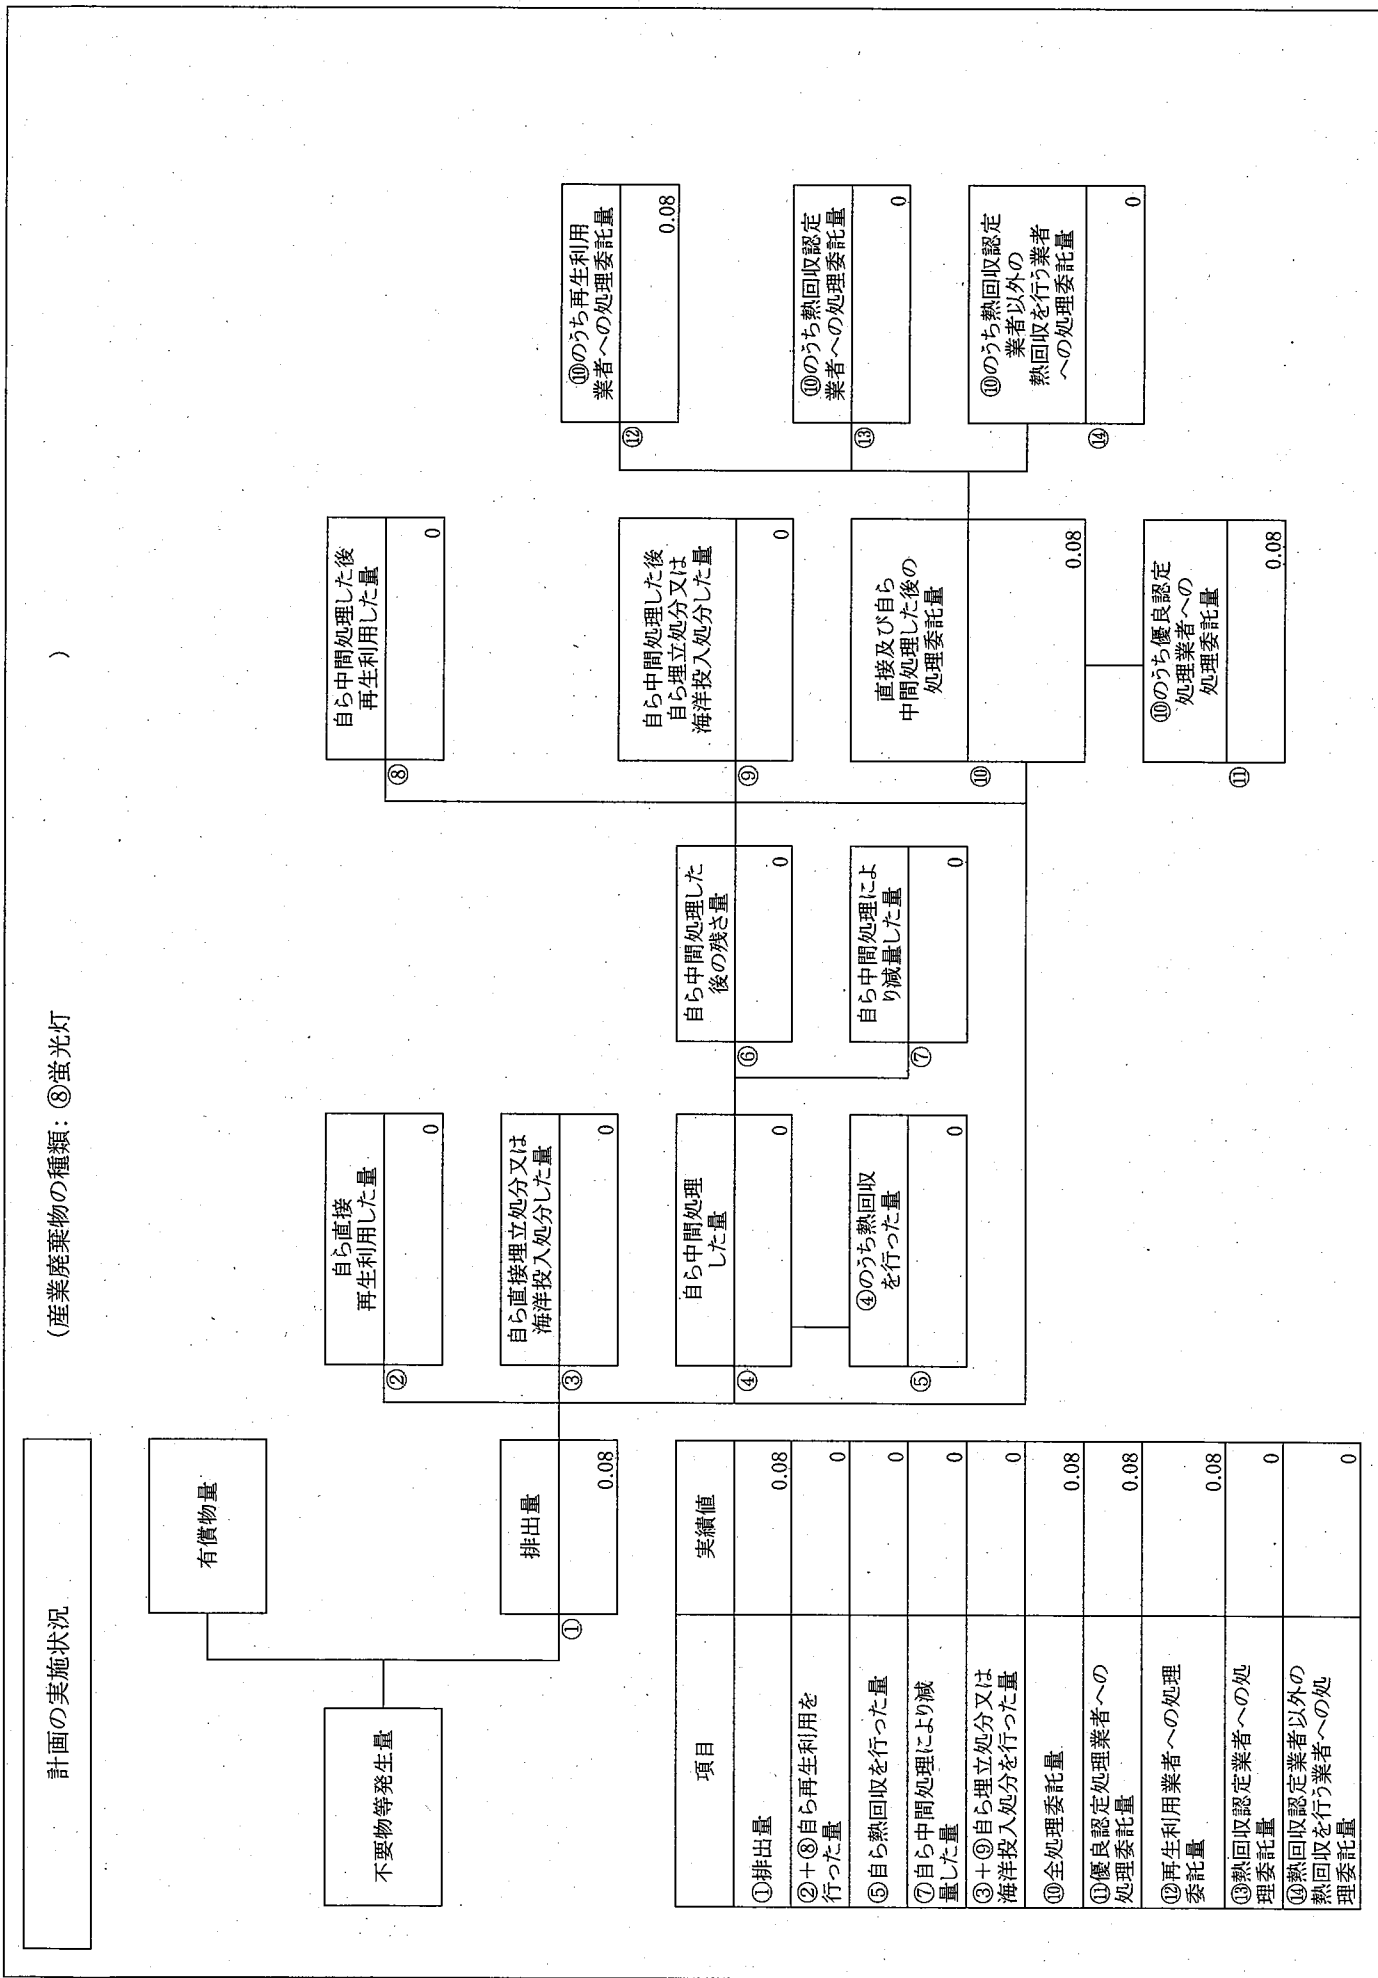 計画の実施状況
(産業廃棄物の種類：⑧蛍光灯
)
不要物等発生量
有償物量
①
排出量
0.08
②
自ら直接
再生利用した量
0
③
自ら直接埋立処分又は
海洋投入処分した量
0
④
自ら中間処理
した量
0
⑤
④のうち熱回収
を行った量
0
⑥
自ら中間処理した
後の残さ量
0
⑦
自ら中間処理によ
り減量した量
0
⑧
自ら中間処理した後
再生利用した量
0
⑨
自ら中間処理した後
自ら埋立処分又は
海洋投入処分した量
0
⑩
直接及び自ら
中間処理した後の
処理委託量
0.08
⑪
⑩のうち優良認定
処理業者への
処理委託量
0.08
⑫
⑩のうち再生利用
業者への処理委託量
0.08
⑬
⑩のうち熱回収認定
業者への処理委託量
0
⑭
⑩のうち熱回収認定
業者以外の
熱回収を行う業者
への処理委託量
0
項目 実績値
①排出量 0.08
②+⑧自ら再生利用を
行った量 0
⑤自ら熱回収を行った量 0
⑦自ら中間処理により減
量した量 0
③+⑨自ら埋立処分又は
海洋投入処分を行った量 0
⑩全処理委託量 0.08
⑪優良認定処理業者への
処理委託量 0.08
⑫再生利用業者への処理
委託量 0.08
⑬熱回収認定業者への処
理委託量 0
⑭熱回収認定業者以外の
熱回収を行う業者への処
理委託量 0